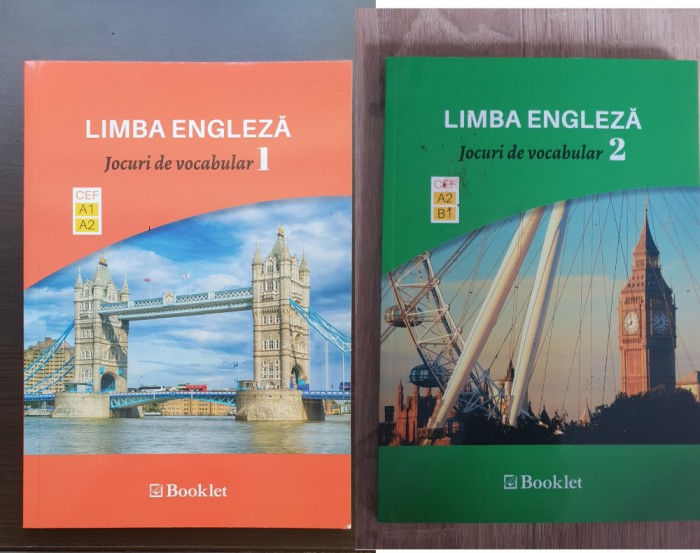 LIMBA ENGLEZĂ
Jocuri de vocabular 1
CEF
A1
A2
Booklet
LIMBA ENGLEZĂ
Jocuri de vocabular 2
CEF
A2
B1
Booklet